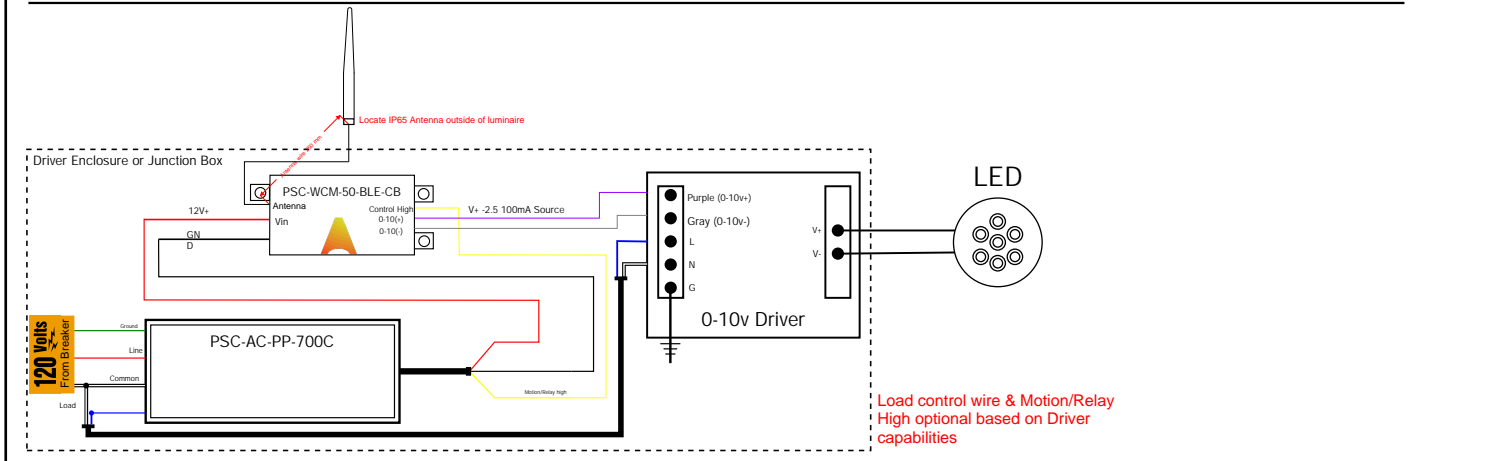 Locate IP65 Antenna outside of luminaire
Driver Enclosure or Junction Box
PSC-WCM-50-BLE-CB
Antenna
Vin
Control High
0-10(+)
0-10(-)
12V+
GN
D
V+ -2.5 100mA Source
Purple (0-10v+)
Gray (0-10v-)
L
N
G
V+
V-
0-10v Driver
LED
120 Volts
From Breaker
Ground
Line
Common
Load
PSC-AC-PP-700C
Motion/Relay high
Load control wire & Motion/Relay
High optional based on Driver
capabilities
Antenna wire mm